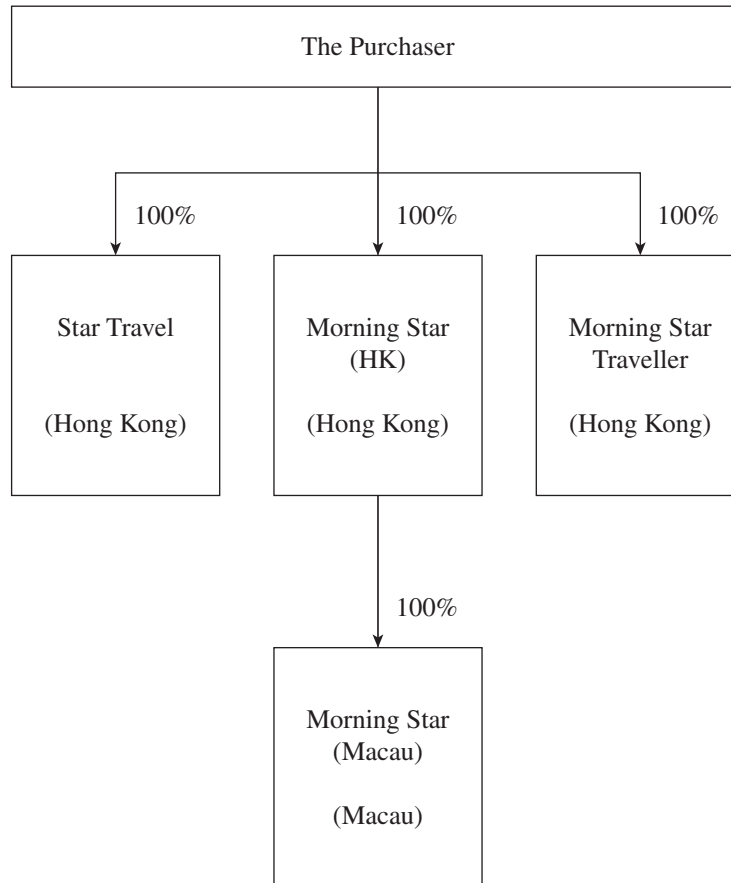 The Purchaser
100%
100%
100%
Star Travel
(Hong Kong)
Morning Star
(HK)
(Hong Kong)
Morning Star
Traveller
(Hong Kong)
100%
Morning Star
(Macau)
(Macau)